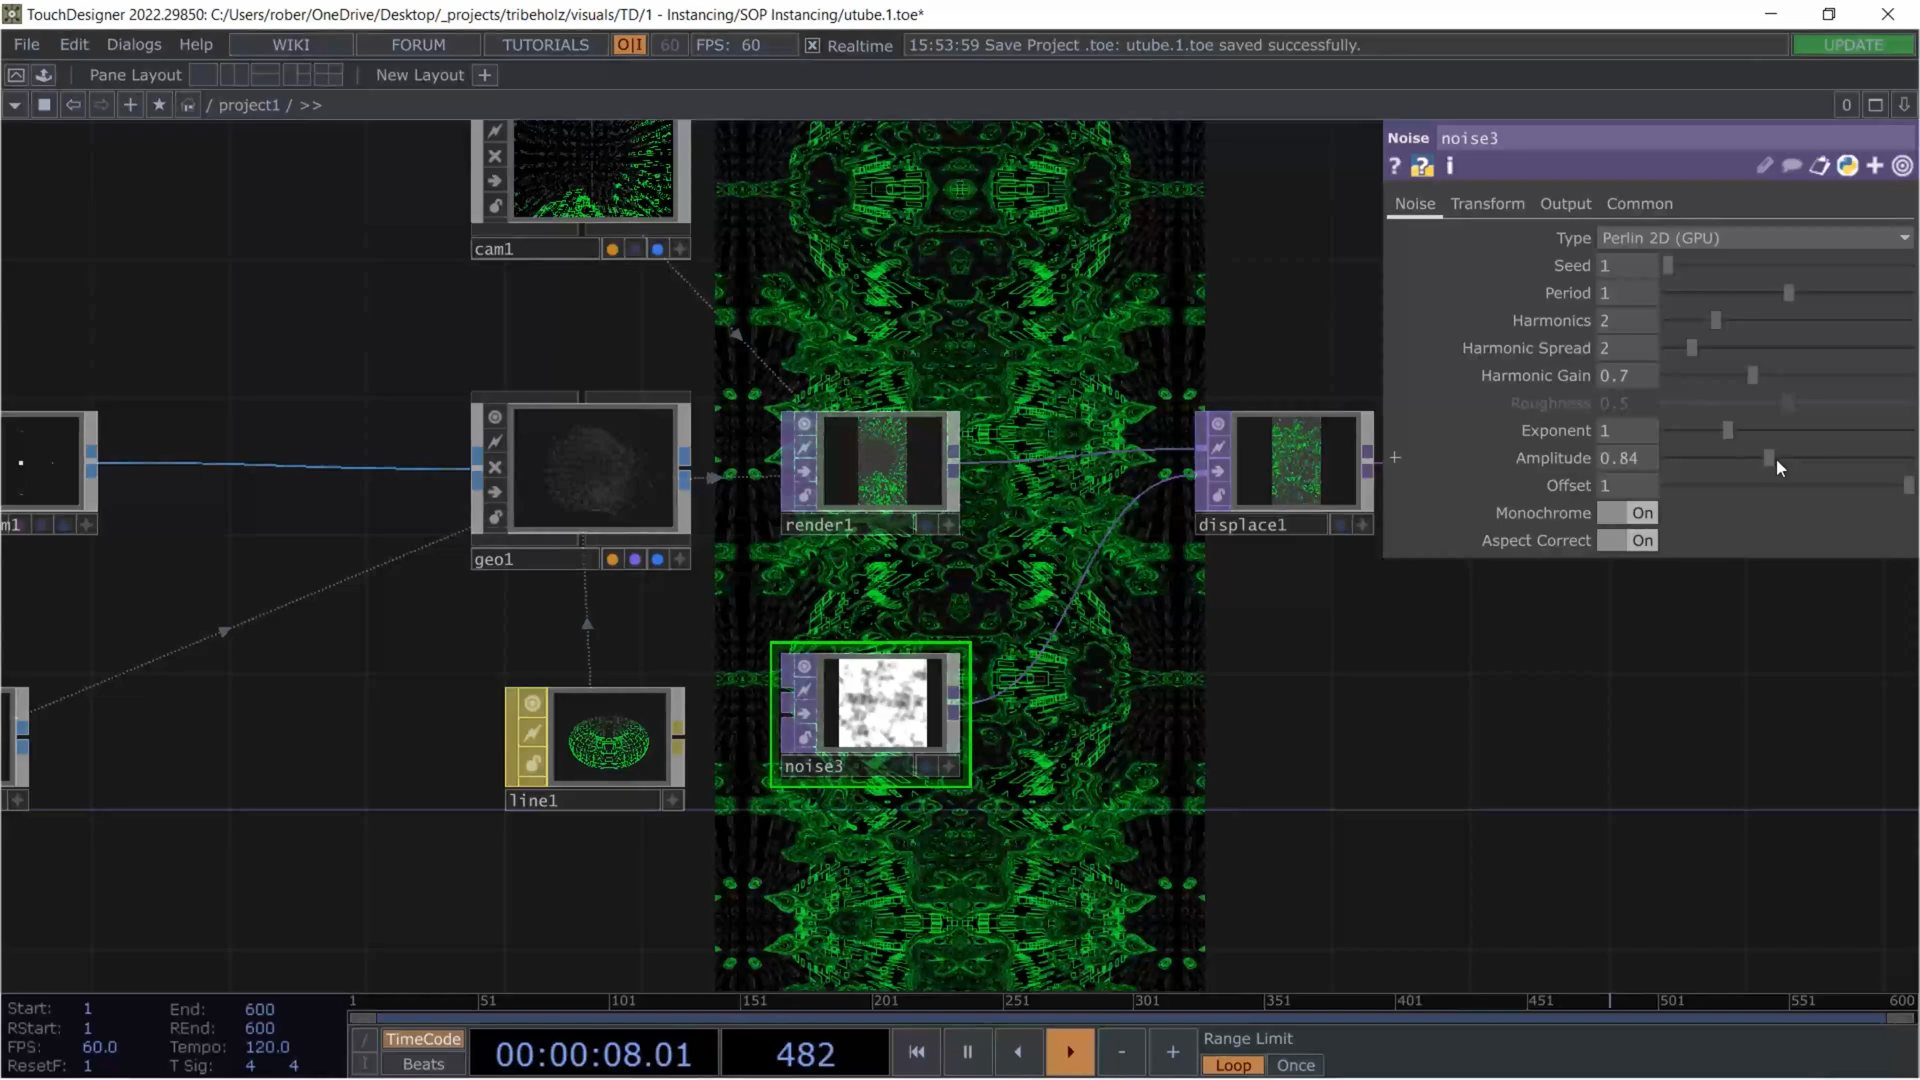 TouchDesigner 2022.29850: C:/Users/rober/OneDrive/Desktop/_projects/tribeholz/visuals/TD/1 - Instancing/SOP Instancing/utube.1.toe*
File Edit Dialogs Help WIKI FORUM TUTORIALS O|I 60 FPS: 60 Realtime 15:53:59 Save Project .toe: utube.1.toe saved successfully. UPDATE
Pane Layout New Layout +
/ project1 / >> 0
Noise noise3
? ? i
Noise Transform Output Common
Type Perlin 2D (GPU)
Seed 1
Period 1
Harmonics 2
Harmonic Spread 2
Harmonic Gain 0.7
Roughness 0.5
Exponent 1
Amplitude 0.84
Offset 1
Monochrome On
Aspect Correct On
cam1
m1
geo1
render1
displace1
noise3
line1
1 51 101 151 201 251 301 351 401 451 501 551 600
Start: 1 End: 600
RStart: 1 REnd: 600
FPS: 60.0 Tempo: 120.0
ResetF: 1 T Sig: 4 4
TimeCode
Beats
00:00:08.01 482
- +
Range Limit
Loop Once